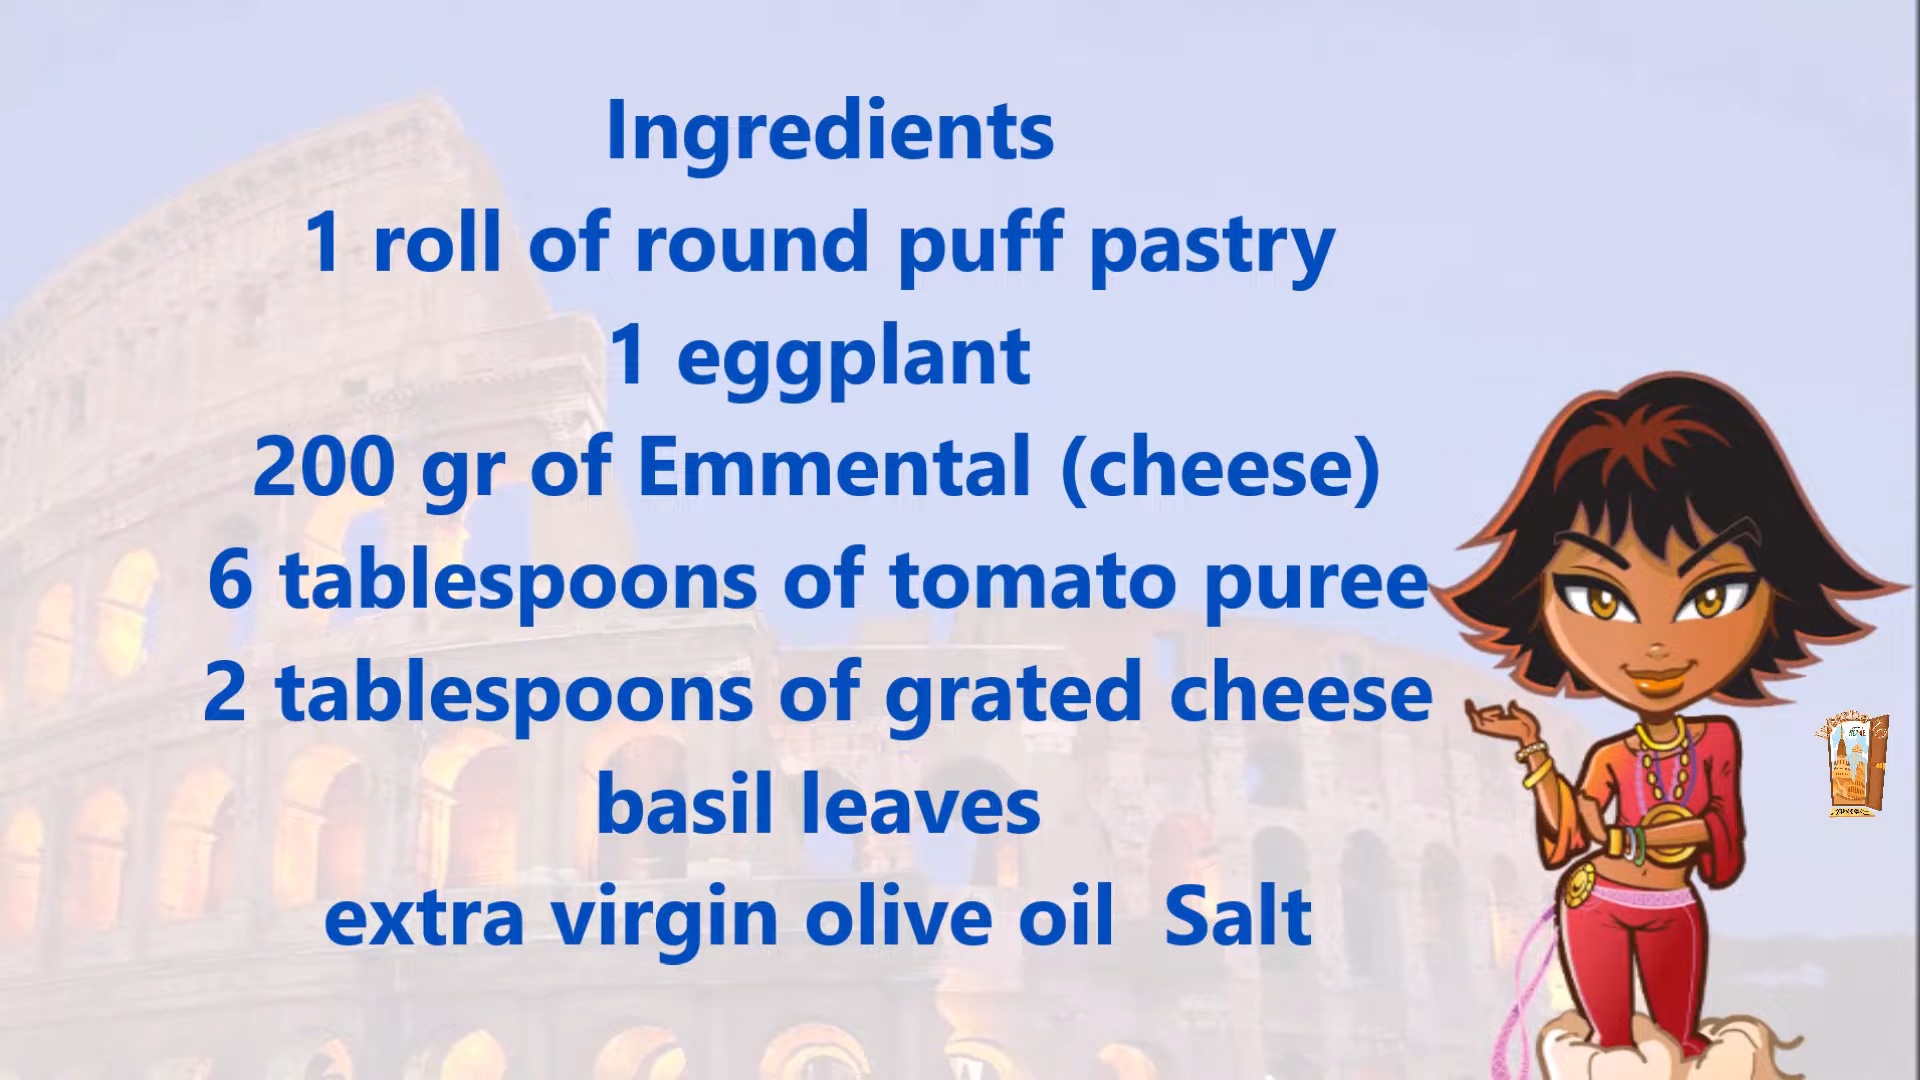 Ingredients
1 roll of round puff pastry
1 eggplant
200 gr of Emmental (cheese)
6 tablespoons of tomato puree
2 tablespoons of grated cheese
basil leaves
extra virgin olive oil  Salt